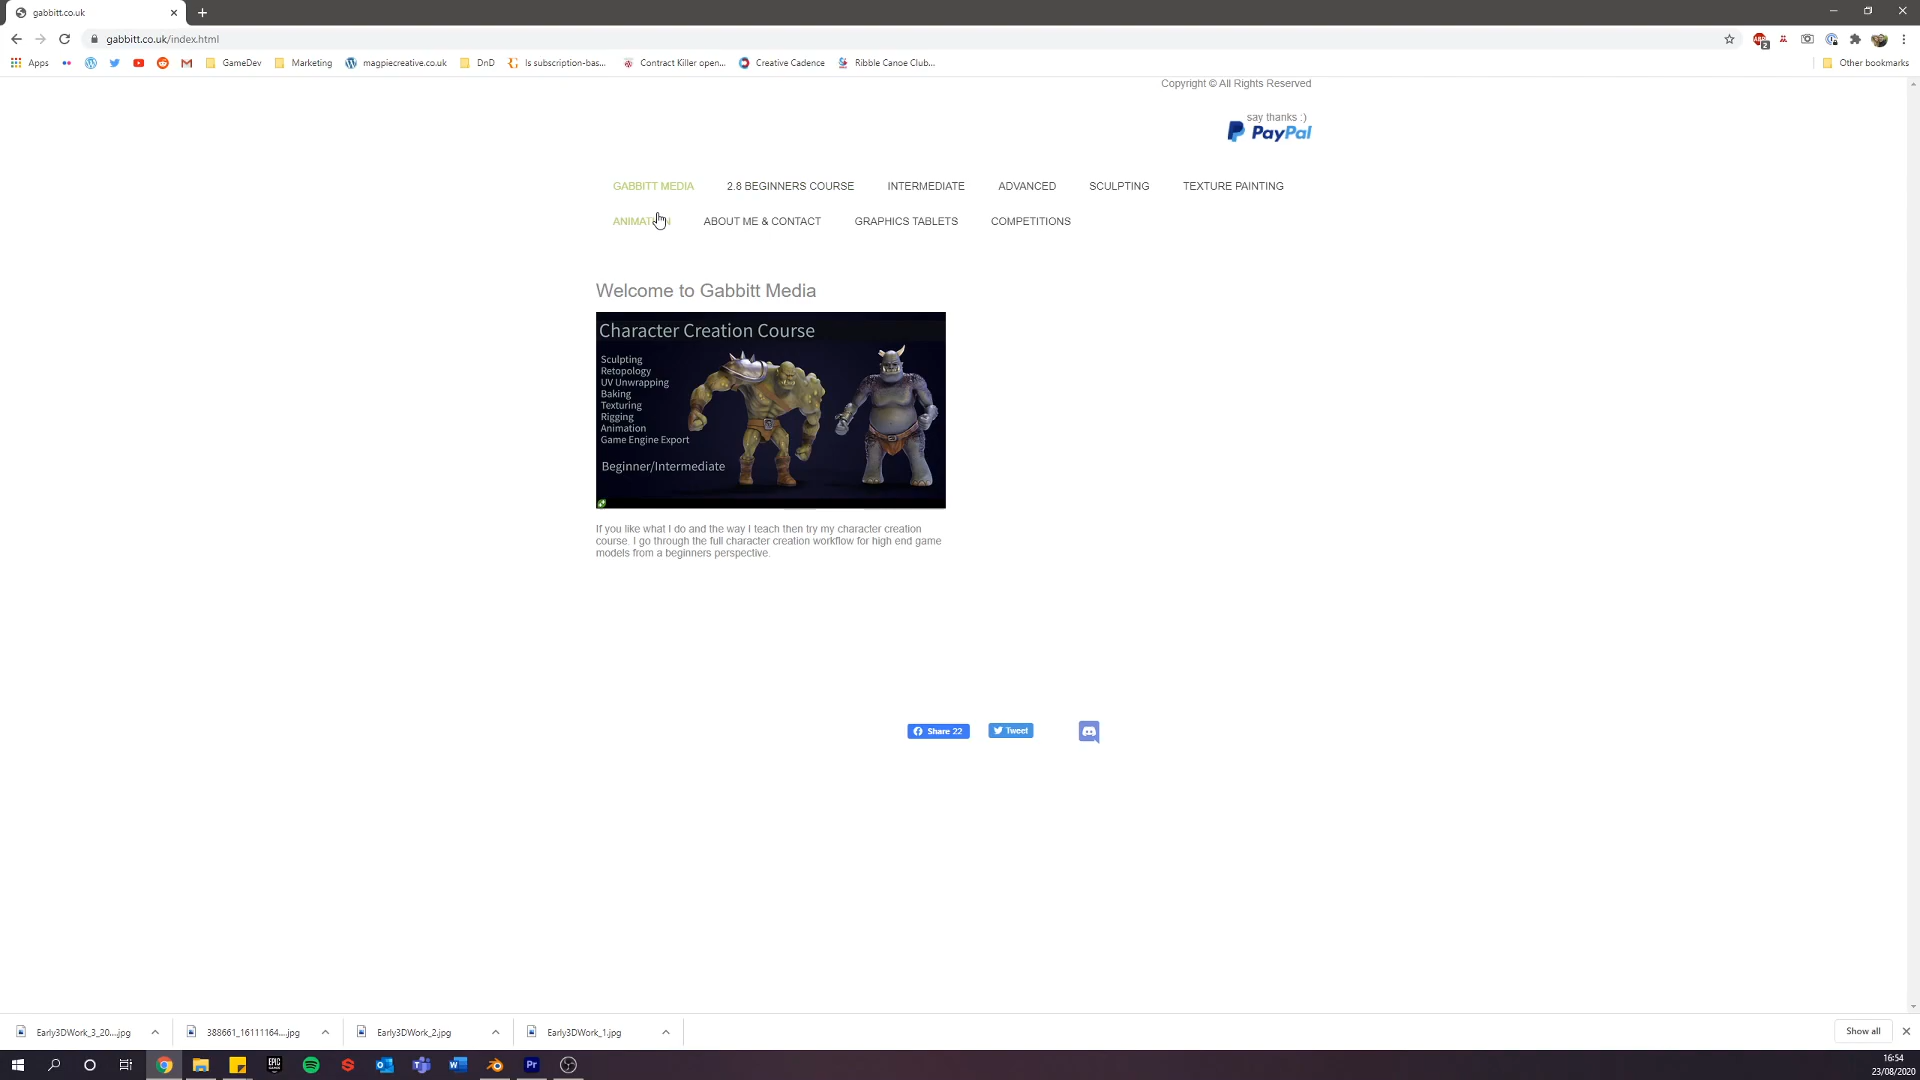 gabbitt.co.uk
gabbitt.co.uk/index.html
Apps
GameDev
Marketing
magpiecreative.co.uk
DnD
Is subscription-bas...
Contract Killer open...
Creative Cadence
Ribble Canoe Club...
Other bookmarks
Copyright © All Rights Reserved
say thanks :)
PayPal
GABBITT MEDIA
2.8 BEGINNERS COURSE
INTERMEDIATE
ADVANCED
SCULPTING
TEXTURE PAINTING
ANIMATION
ABOUT ME & CONTACT
GRAPHICS TABLETS
COMPETITIONS
Welcome to Gabbitt Media
Character Creation Course
Sculpting
Retopology
UV Unwrapping
Baking
Texturing
Rigging
Animation
Game Engine Export
Beginner/Intermediate
If you like what I do and the way I teach then try my character creation
course. I go through the full character creation workflow for high end game
models from a beginners perspective.
Share 22
Tweet
Early3DWork_3_20....jpg
388661_16111164....jpg
Early3DWork_2.jpg
Early3DWork_1.jpg
Show all
EPIC
Pr
16:54
23/08/2020